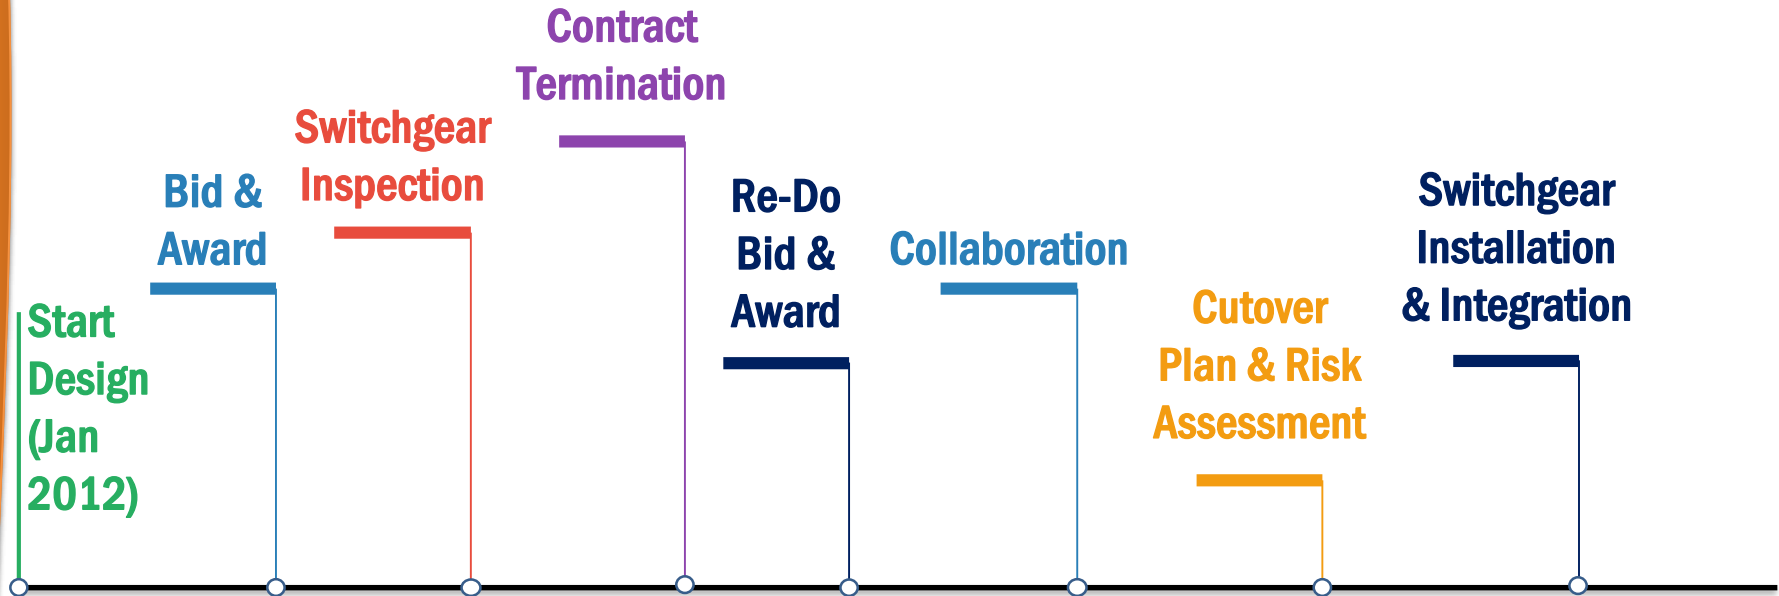 Start
Design
(Jan
2012)
Bid &
Award
Switchgear
Inspection
Contract
Termination
Re-Do
Bid &
Award
Collaboration
Cutover
Plan & Risk
Assessment
Switchgear
Installation
& Integration